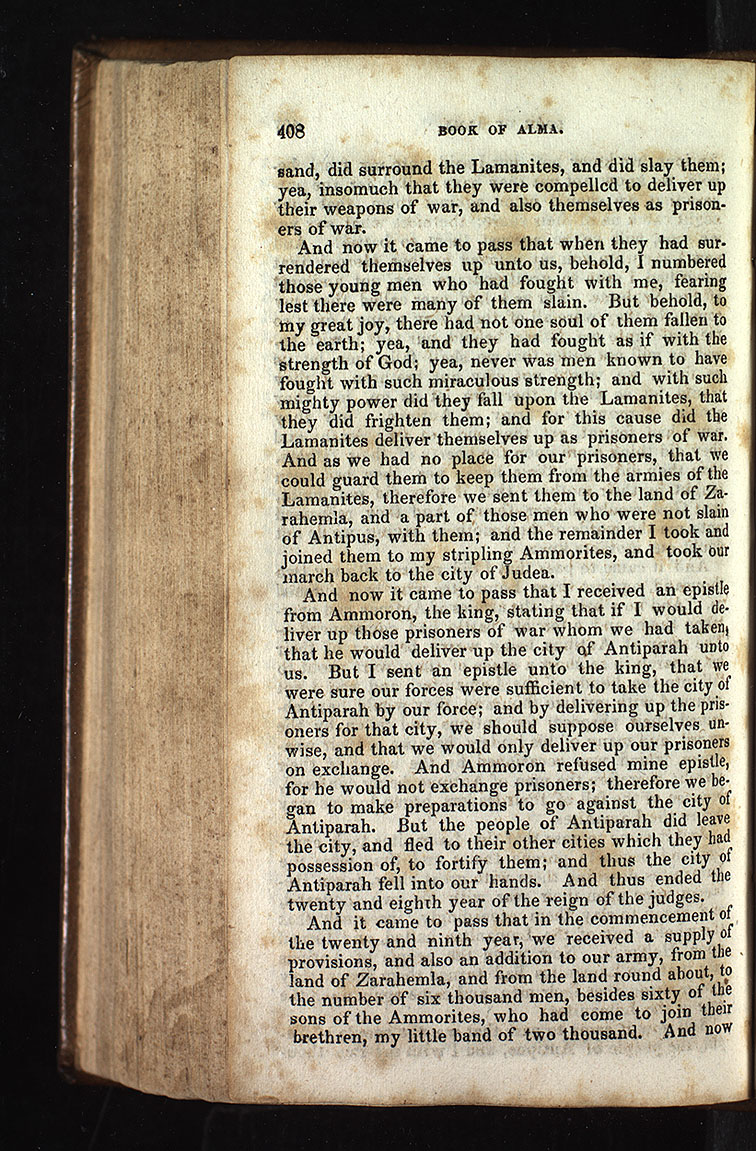 408 BOOK OF ALMA.
sand, did surround the Lamanites, and did slay them;
yea, insomuch that they were compelled to deliver up
their weapons of war, and also themselves as prison-
ers of war.
And now it came to pass that when they had sur-
rendered themselves up unto us, behold, I numbered
those young men who had fought with me, fearing
lest there were many of them slain. But behold, to
my great joy, there had not one soul of them fallen to
the earth; yea, and they had fought as if with the
strength of God; yea, never was men known to have
fought with such miraculous strength; and with such
mighty power did they fall upon the Lamanites, that
they did frighten them; and for this cause did the
Lamanites deliver themselves up as prisoners of war.
And as we had no place for our prisoners, that we
could guard them to keep them from the armies of the
Lamanites, therefore we sent them to the land of Za-
rahemla, and a part of those men who were not slain
of Antipus, with them; and the remainder I took and
joined them to my stripling Ammorites, and took our
march back to the city of Judea.
And now it came to pass that I received an epistle
from Ammoron, the king, stating that if I would de-
liver up those prisoners of war whom we had taken,
that he would deliver up the city of Antiparah unto
us. But I sent an epistle unto the king, that we
were sure our forces were sufficient to take the city of
Antiparah by our force; and by delivering up the pris-
oners for that city, we should suppose ourselves un-
wise, and that we would only deliver up our prisoners
on exchange. And Ammoron refused mine epistle,
for he would not exchange prisoners; therefore we be-
gan to make preparations to go against the city of
Antiparah. But the people of Antiparah did leave
the city, and fled to their other cities which they had
possession of, to fortify them; and thus the city of
Antiparah fell into our hands. And thus ended the
twenty and eighth year of the reign of the judges.
And it came to pass that in the commencement of
the twenty and ninth year, we received a supply of
provisions, and also an addition to our army, from the
land of Zarahemla, and from the land round about, to
the number of six thousand men, besides sixty of the
sons of the Ammorites, who had come to join their
brethren, my little band of two thousand. And now